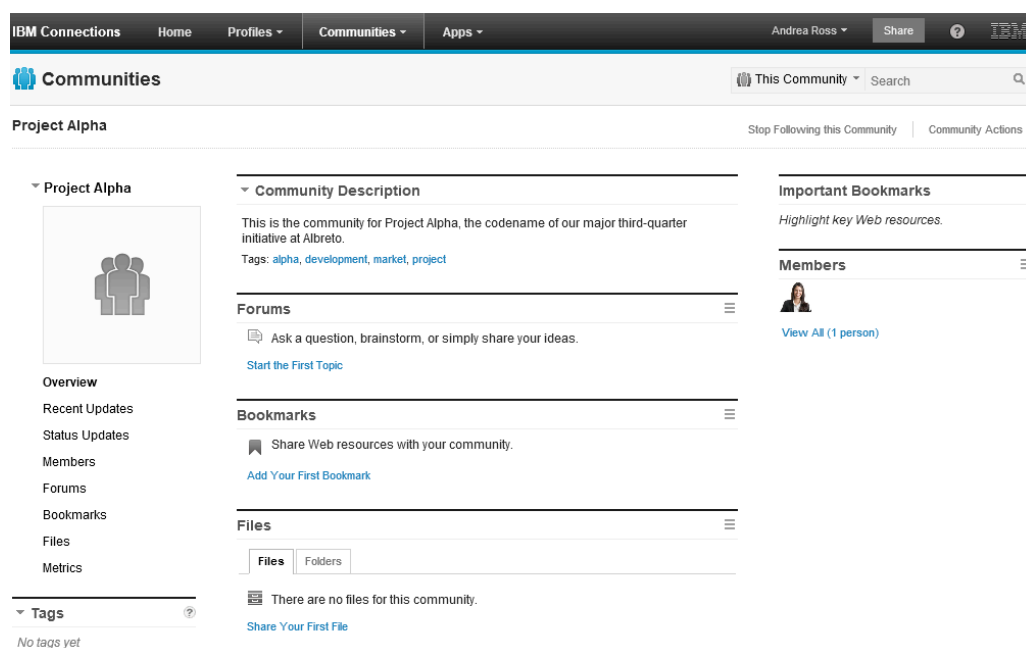 IBM Connections Home Profiles Communities Apps Andrea Ross Share ? IBM
Communities
This Community Search
Project Alpha
Stop Following this Community Community Actions
Project Alpha
Overview
Recent Updates
Status Updates
Members
Forums
Bookmarks
Files
Metrics
Tags ?
No tags yet
Community Description
This is the community for Project Alpha, the codename of our major third-quarter
initiative at Albreto.
Tags: alpha, development, market, project
Forums
Ask a question, brainstorm, or simply share your ideas.
Start the First Topic
Bookmarks
Share Web resources with your community.
Add Your First Bookmark
Files
Files Folders
There are no files for this community.
Share Your First File
Important Bookmarks
Highlight key Web resources.
Members
View All (1 person)